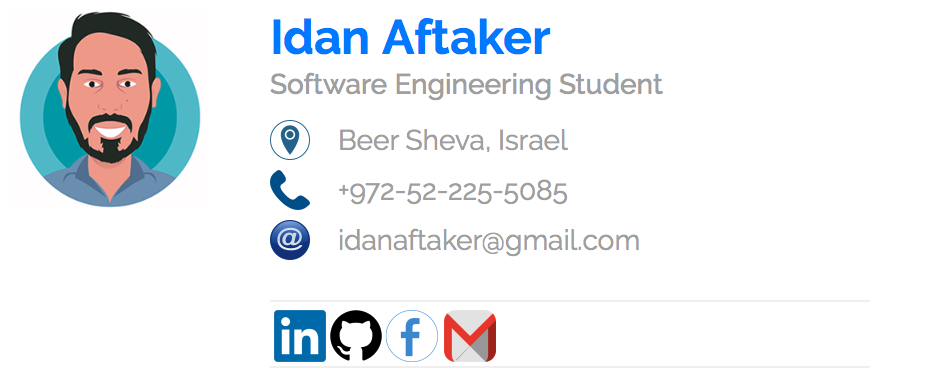 Idan Aftaker
Software Engineering Student
Beer Sheva, Israel
+972-52-225-5085
@
idanaftaker@gmail.com
in
f
M